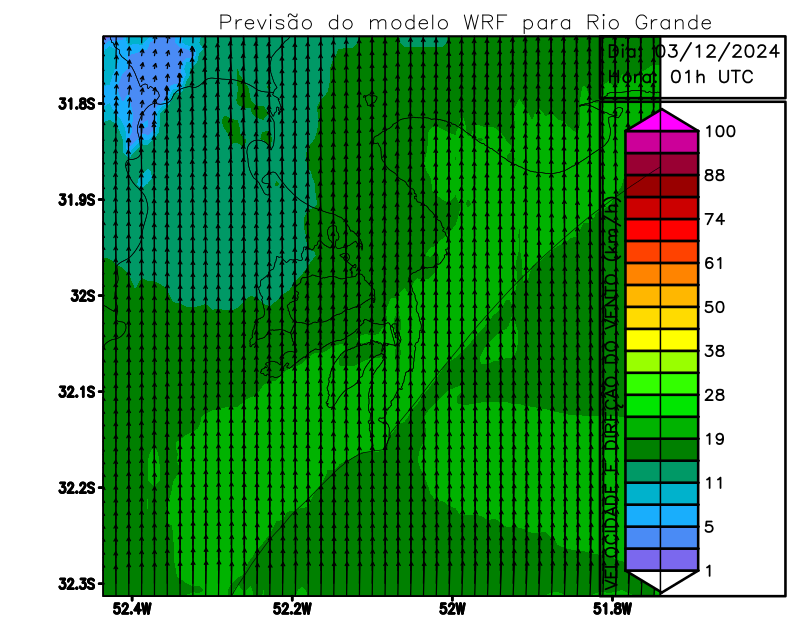 Previsão do modelo WRF para Rio Grande
Dia: 03/12/2024
Hora: 01h UTC
31.8S
31.9S
32S
32.1S
32.2S
32.3S
52.4W
52.2W
52W
51.8W
VELOCIDADE E DIREÇÃO DO VENTO (km/h)
100
88
74
61
50
38
28
19
11
5
1